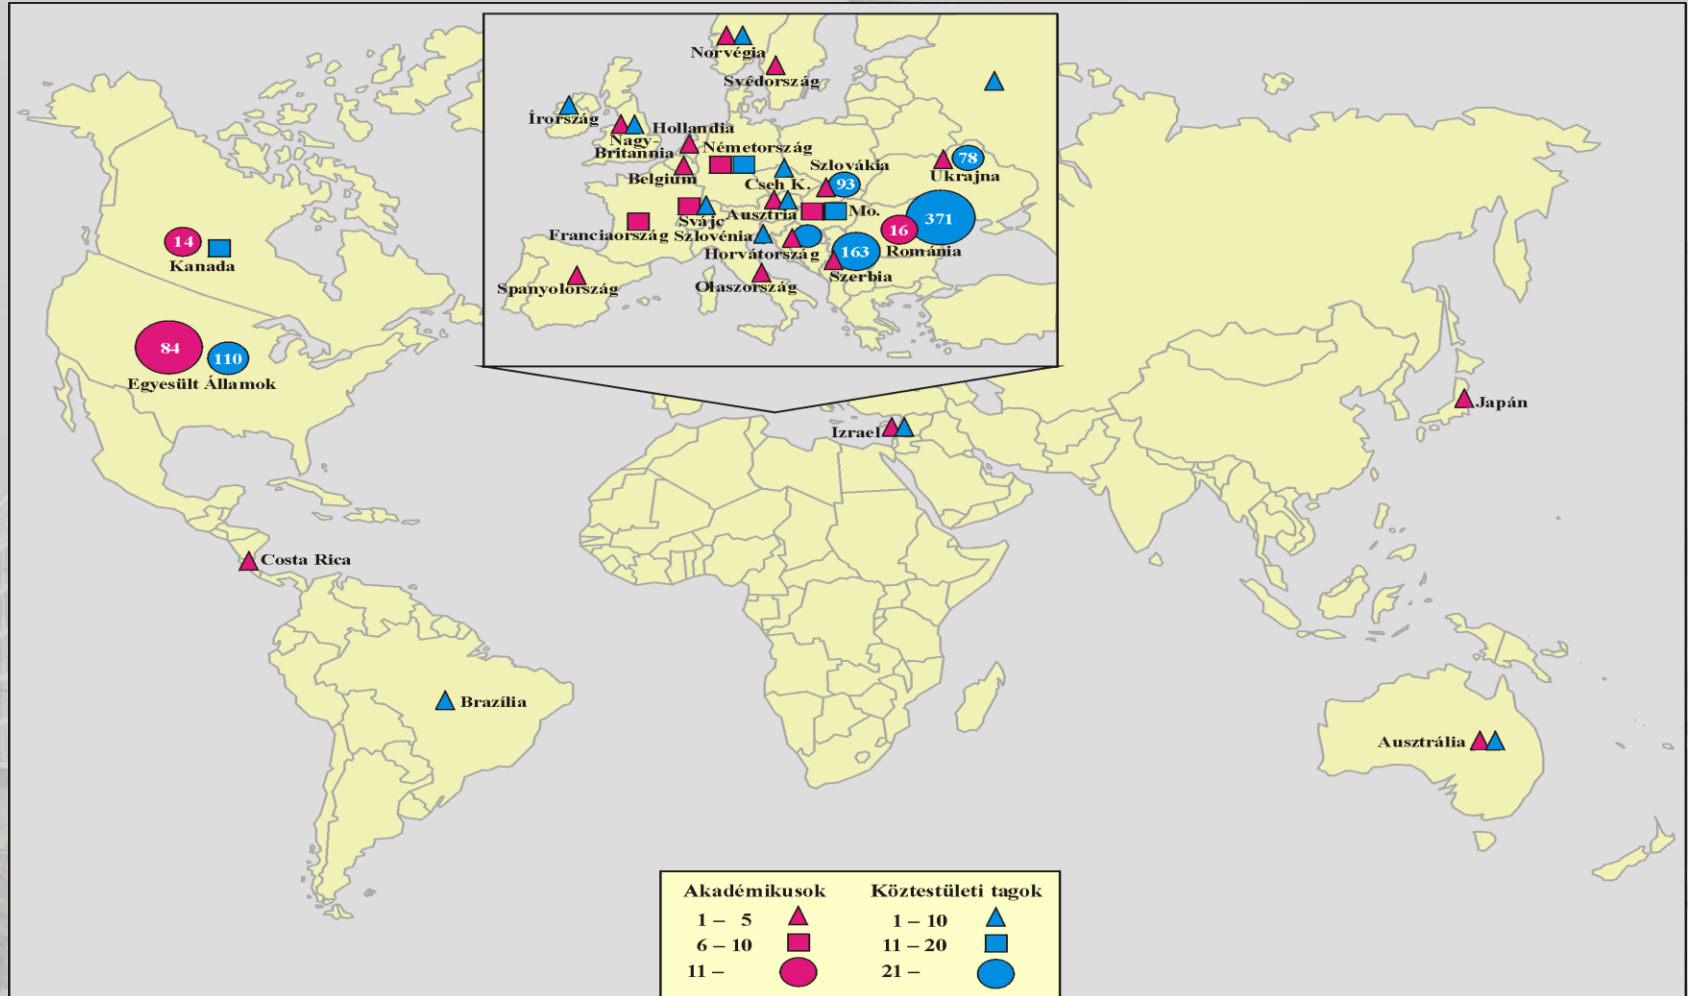 Norvégia
Svédország
Írország
Nagy-
Britannia
Hollandia
Belgium
Németország
Cseh K.
Szlovákia
93
78
Ukrajna
Franciaország
Svájc
Ausztria
Mo.
Szlovénia
Horvátország
163
Szerbia
16
371
Románia
Spanyolország
Olaszország
14
Kanada
84
110
Egyesült Államok
Izrael
Japán
Costa Rica
Brazília
Ausztrália
Akadémikusok
1 – 5
6 – 10
11 –
Köztestületi tagok
1 – 10
11 – 20
21 –